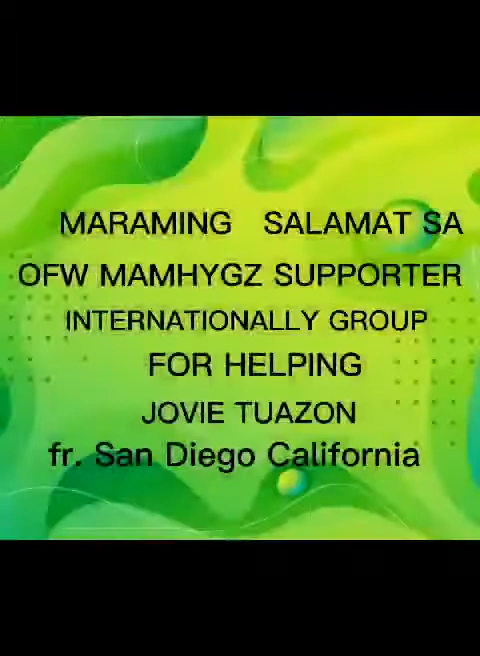 MARAMING SALAMAT SA
OFW MAMHYGZ SUPPORTER
INTERNATIONALLY GROUP
FOR HELPING
JOVIE TUAZON
fr. San Diego California